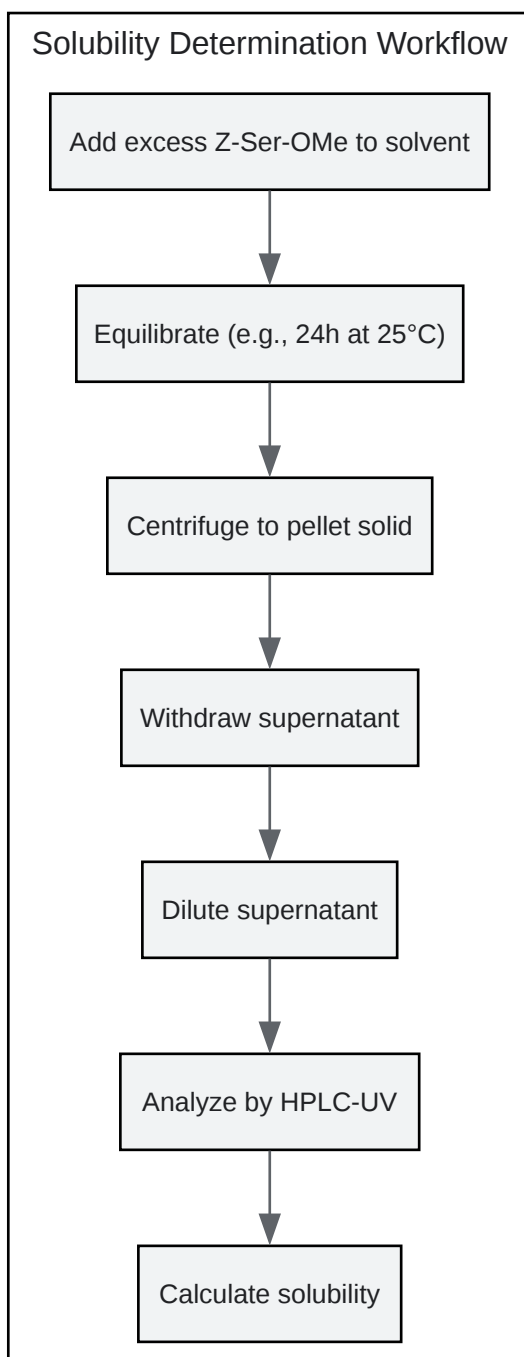 Solubility Determination Workflow
Add excess Z-Ser-OMe to solvent
Equilibrate (e.g., 24h at 25°C)
Centrifuge to pellet solid
Withdraw supernatant
Dilute supernatant
Analyze by HPLC-UV
Calculate solubility